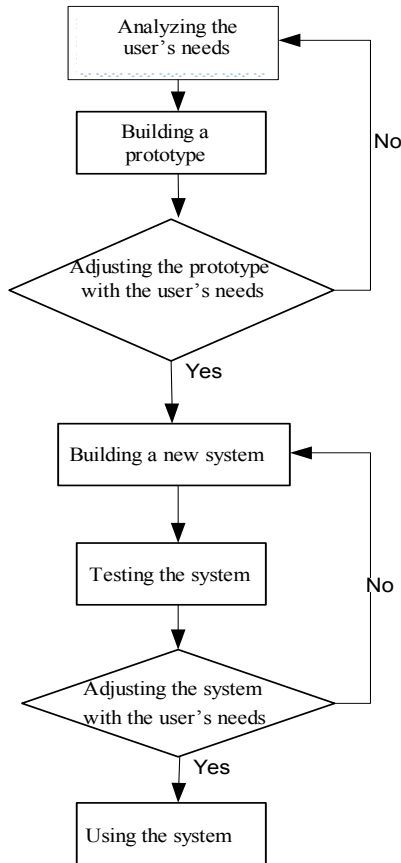 Analyzing the
user’s needs
Building a
prototype
No
Adjusting the prototype
with the user’s needs
Yes
Building a new system
Testing the system
No
Adjusting the system
with the user’s needs
Yes
Using the system